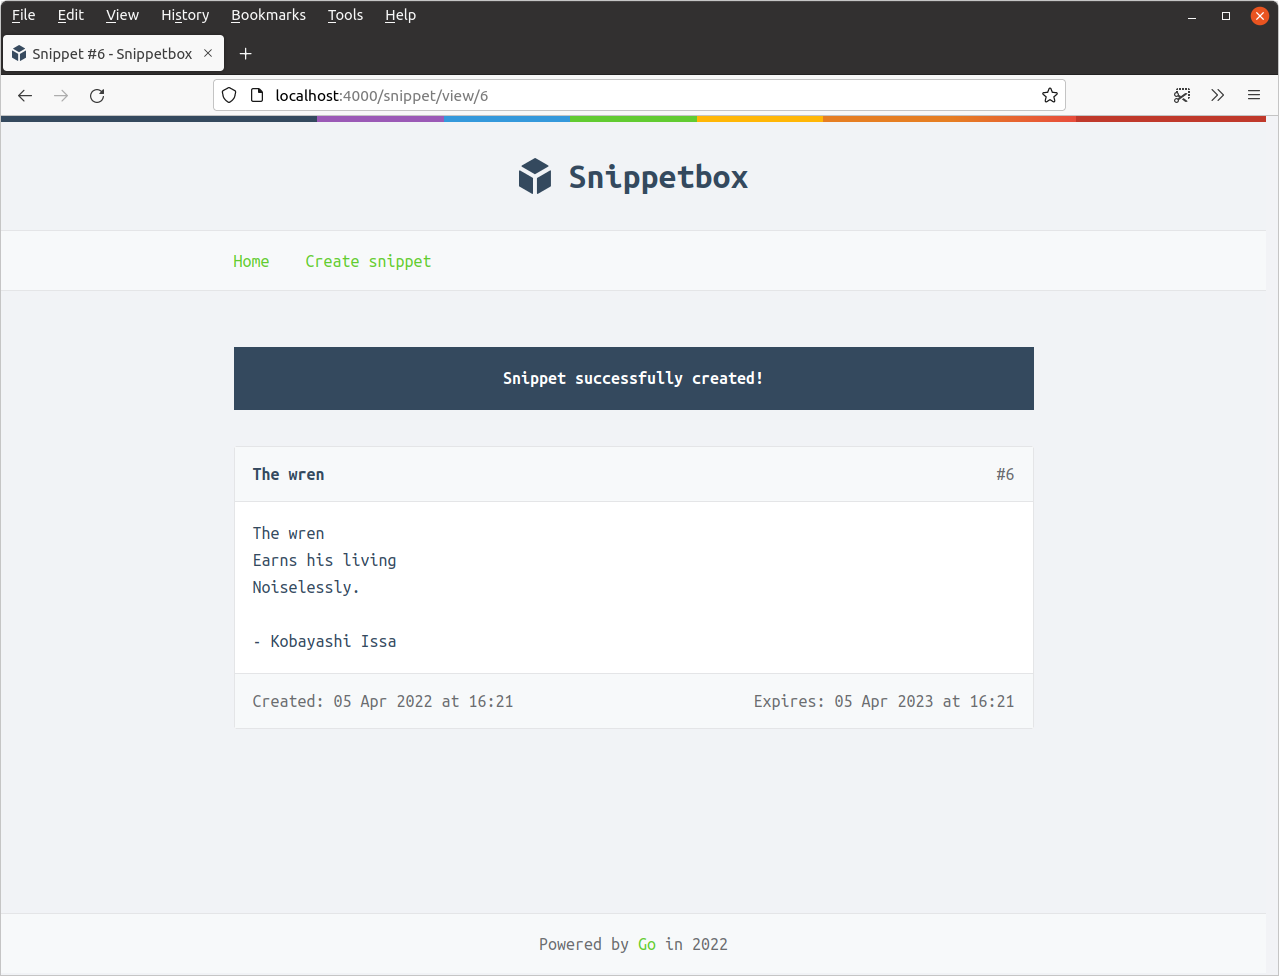 File Edit View History Bookmarks Tools Help
Snippet #6 - Snippetbox
localhost:4000/snippet/view/6
Snippetbox
Home Create snippet
Snippet successfully created!
The wren #6
The wren
Earns his living
Noiselessly.
- Kobayashi Issa
Created: 05 Apr 2022 at 16:21 Expires: 05 Apr 2023 at 16:21
Powered by Go in 2022